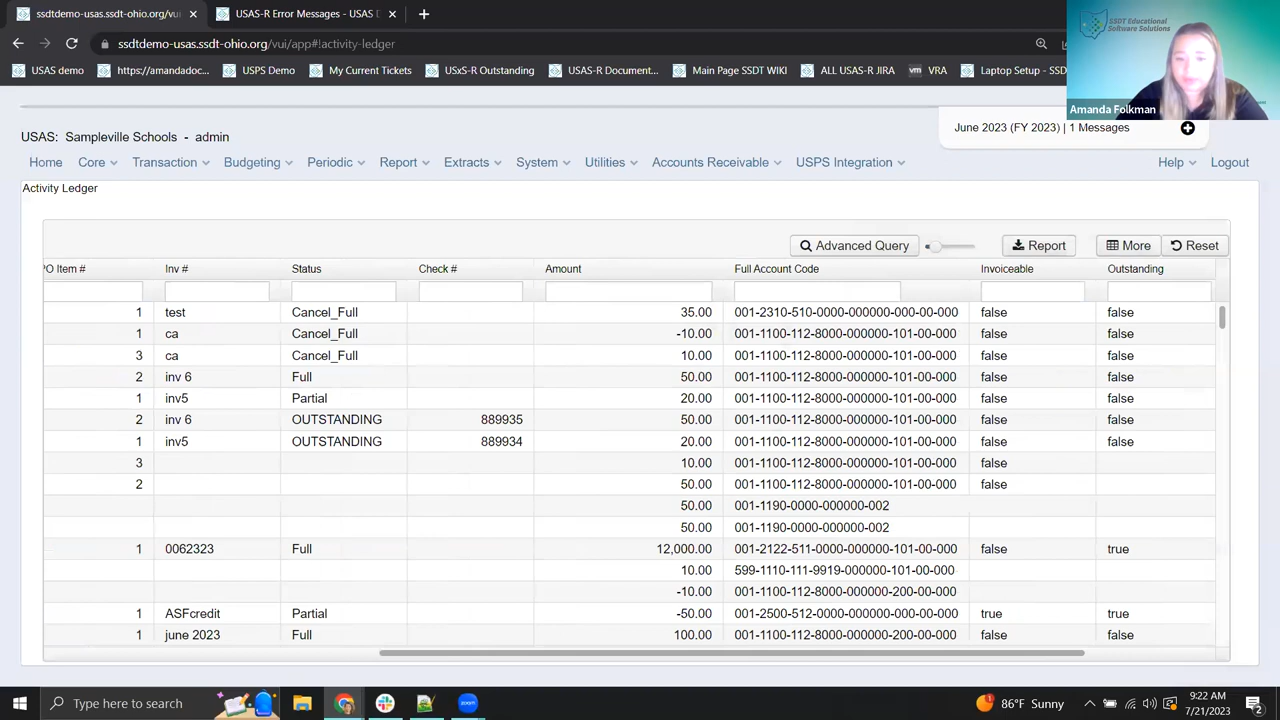 ssdtdemo-usas.ssdt-ohio.org/vu
USAS-R Error Messages - USAS D
ssdtdemo-usas.ssdt-ohio.org/vui/app#!activity-ledger
SSDT Educational
Software Solutions
USAS demo
https://amandadoc...
USPS Demo
My Current Tickets
USxS-R Outstanding
USAS-R Document...
Main Page SSDT WIKI
ALL USAS-R JIRA
vm VRA
Laptop Setup - SSD
Amanda Folkman
USAS: Sampleville Schools - admin
June 2023 (FY 2023) | 1 Messages
Home Core Transaction Budgeting Periodic Report Extracts System Utilities Accounts Receivable USPS Integration Help Logout
Activity Ledger
Advanced Query Report More Reset
PO Item # Inv # Status Check # Amount Full Account Code Invoiceable Outstanding
1 test Cancel_Full 35.00 001-2310-510-0000-000000-000-00-000 false false
1 ca Cancel_Full -10.00 001-1100-112-8000-000000-101-00-000 false false
3 ca Cancel_Full 10.00 001-1100-112-8000-000000-101-00-000 false false
2 inv 6 Full 50.00 001-1100-112-8000-000000-101-00-000 false false
1 inv5 Partial 20.00 001-1100-112-8000-000000-101-00-000 false false
2 inv 6 OUTSTANDING 889935 50.00 001-1100-112-8000-000000-101-00-000 false false
1 inv5 OUTSTANDING 889934 20.00 001-1100-112-8000-000000-101-00-000 false false
3 10.00 001-1100-112-8000-000000-101-00-000 false
2 50.00 001-1100-112-8000-000000-101-00-000 false
50.00 001-1190-0000-000000-002
50.00 001-1190-0000-000000-002
1 0062323 Full 12,000.00 001-2122-511-0000-000000-101-00-000 false true
10.00 599-1110-111-9919-000000-101-00-000
-10.00 001-1100-112-8000-000000-200-00-000
1 ASFcredit Partial -50.00 001-2500-512-0000-000000-000-00-000 true true
1 june 2023 Full 100.00 001-1100-112-8000-000000-200-00-000 false false
Type here to search
zoom
86°F Sunny
9:22 AM
7/21/2023
2